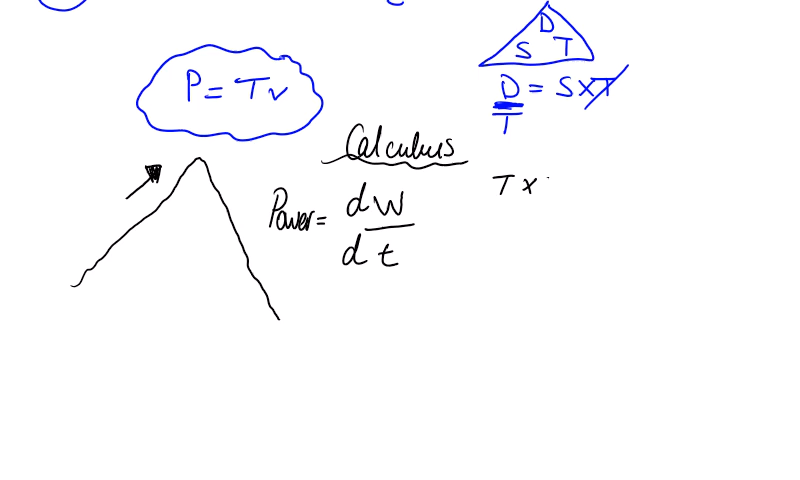 D
S T
P = Tv
D = S x T
T
Calculus
Power = dw
dt
T x